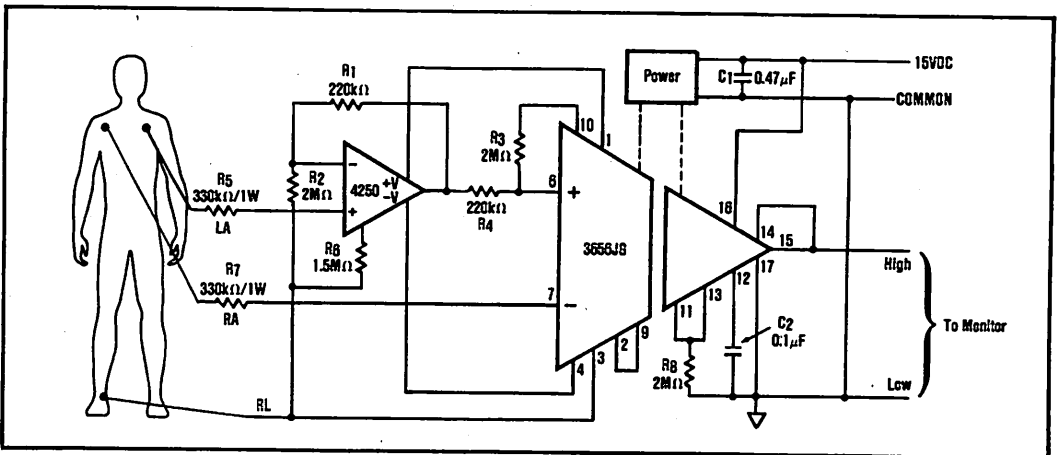 Power
C1
0.47μF
15VDC
COMMON
R1
220kΩ
R3
2MΩ
10
1
R2
2MΩ
−
4250
+V
−V
+
R5
330kΩ/1W
LA
220kΩ
R4
6
+
3656JG
R6
1.5MΩ
R7
330kΩ/1W
RA
7
−
16
14
15
17
High
12
13
11
9
2
3
4
C2
0.1μF
R8
2MΩ
To Monitor
Low
RL